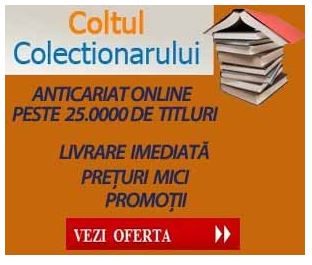 Coltul
Colectionarului
ANTICARIAT ONLINE
PESTE 25.0000 DE TITLURI
LIVRARE IMEDIATĂ
PREȚURI MICI
PROMOȚII
VEZI OFERTA